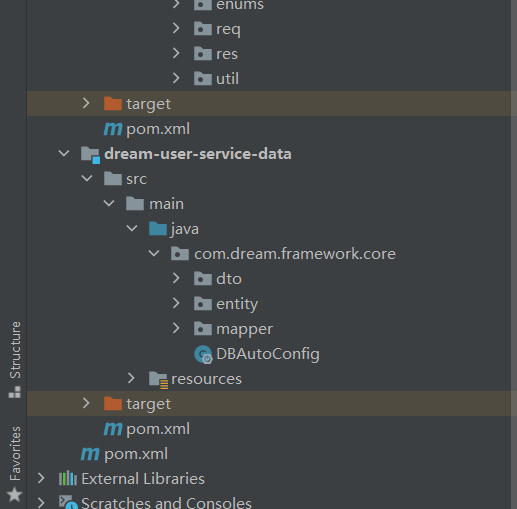 enums
req
res
util
target
pom.xml
dream-user-service-data
src
main
java
com.dream.framework.core
dto
entity
mapper
DBAutoConfig
resources
target
pom.xml
pom.xml
External Libraries
Scratches and Consoles
Structure
Favorites